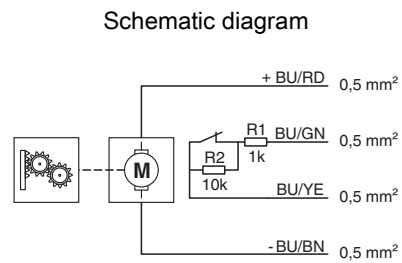 Schematic diagram
+ BU/RD 0,5 mm²
R1 BU/GN 0,5 mm²
1k
R2
10k
M
BU/YE 0,5 mm²
- BU/BN 0,5 mm²